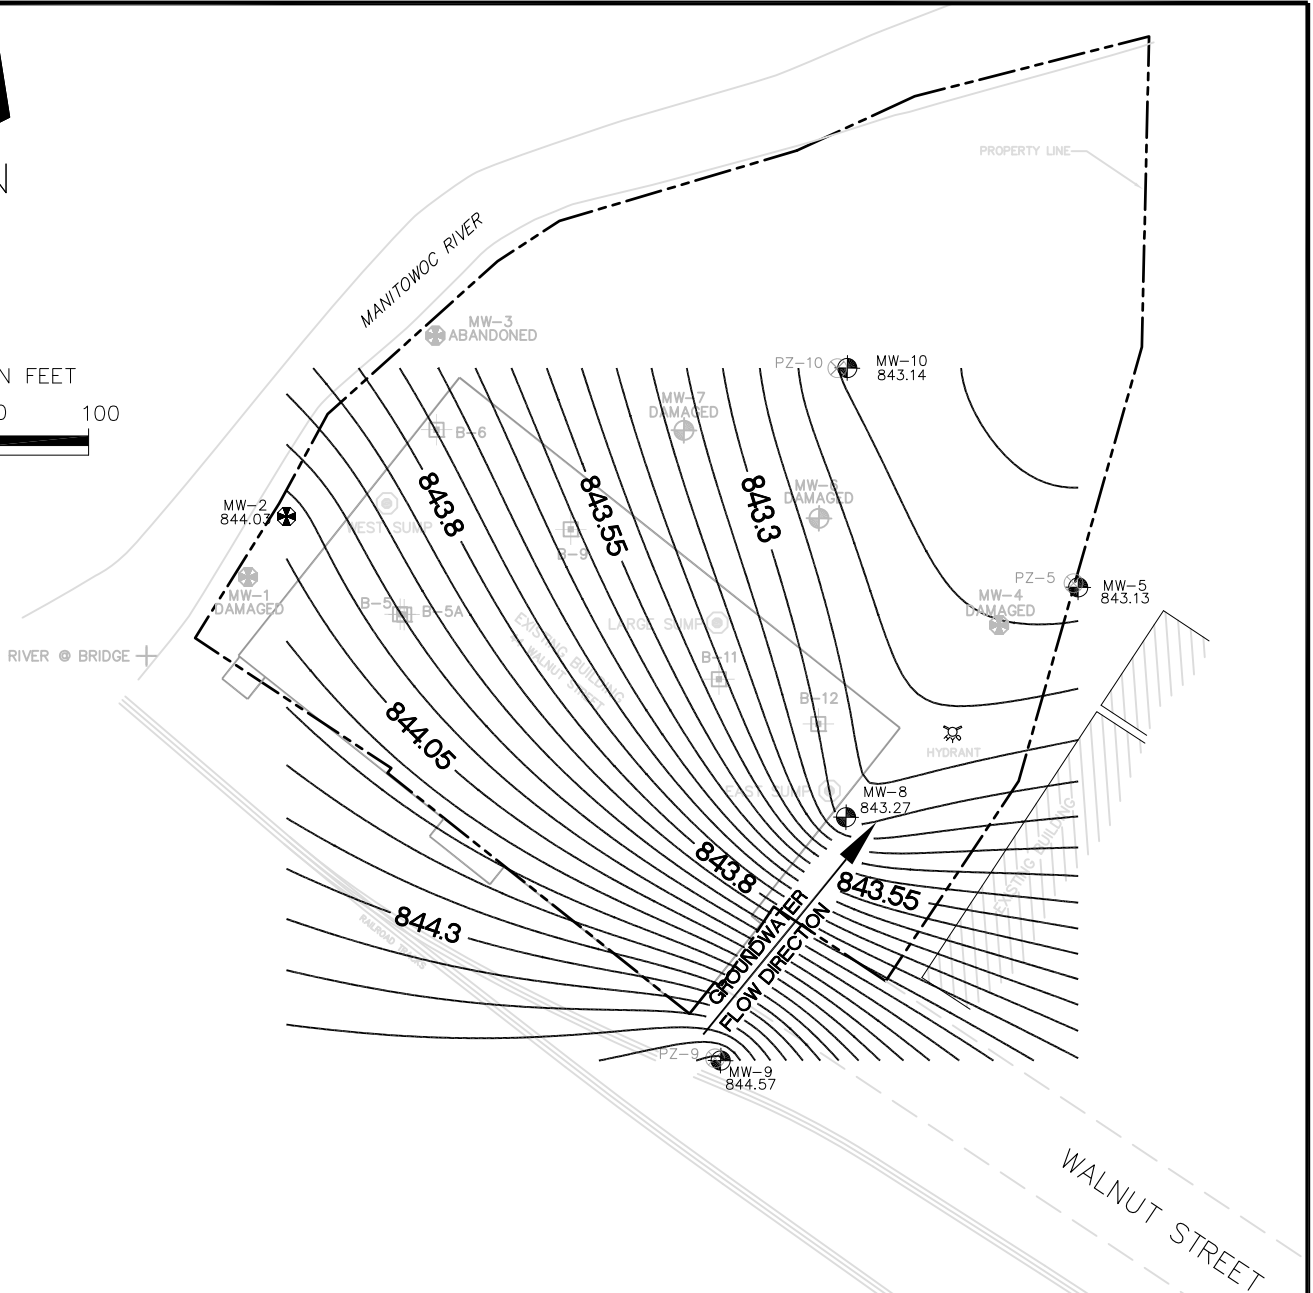 N
N FEET
0
100
PROPERTY LINE
MANITOWOC RIVER
MW-3
ABANDONED
PZ-10
MW-10
843.14
MW-7
DAMAGED
B-6
MW-2
844.03
WEST SUMP
843.8
843.55
B-9
843.3
MW-6
DAMAGED
MW-1
DAMAGED
B-5
B-5A
PZ-5
MW-5
843.13
MW-4
DAMAGED
LARGE SUMP
EXISTING BUILDING
WALNUT STREET
RIVER @ BRIDGE
B-11
B-12
844.05
HYDRANT
EAST SUMP
MW-8
843.27
EXISTING BUILDING
843.8
843.55
844.3
RAILROAD TRACKS
GROUNDWATER
FLOW DIRECTION
PZ-9
MW-9
844.57
WALNUT STREET